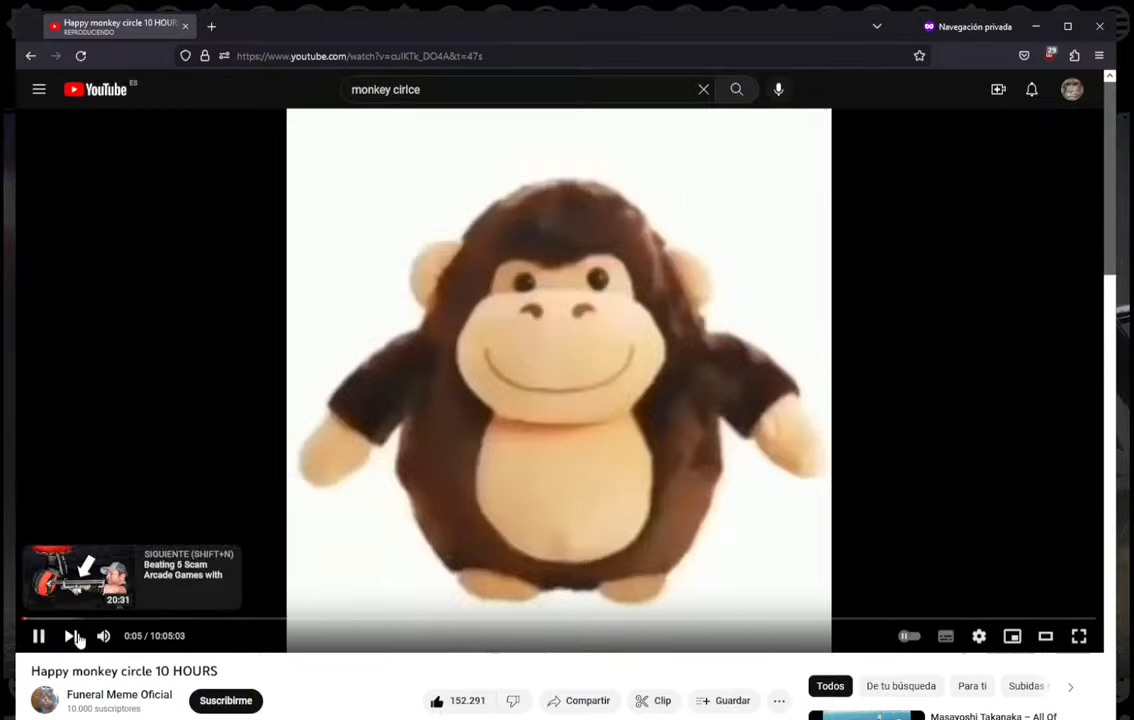 Happy monkey circle 10 HOUR
REPRODUCIENDO
Navegación privada
https://www.youtube.com/watch?v=cuIKTk_DO4A&t=47s
29
YouTube ES
monkey cirlce
SIGUIENTE (SHIFT+N)
Beating 5 Scam
Arcade Games with
20:31
0:05 / 10:05:03
Happy monkey circle 10 HOURS
Funeral Meme Oficial
10.000 suscriptores
Suscribirme
152.291
Compartir
Clip
Guardar
Todos
De tu búsqueda
Para ti
Subidas
Masayoshi Takanaka – All Of